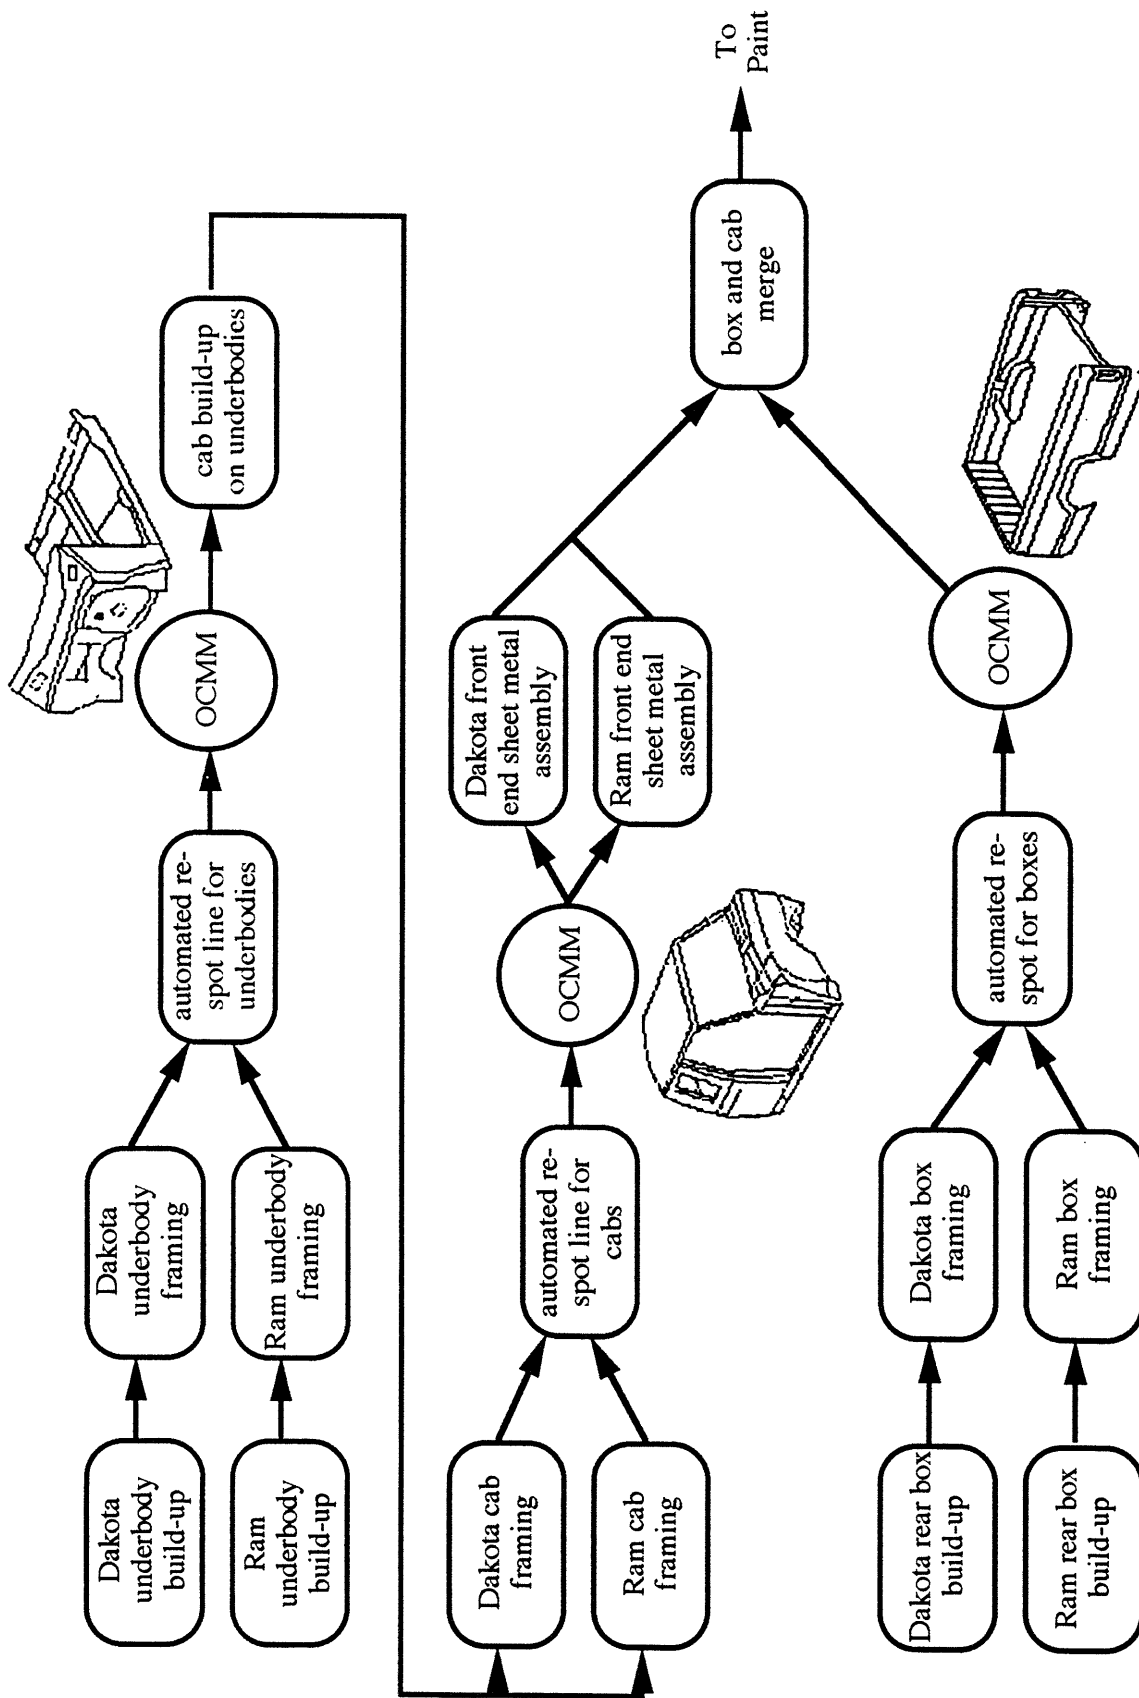 Dakota
underbody
build-up
Dakota
underbody
framing
Ram
underbody
build-up
Ram underbody
framing
automated re-
spot line for
underbodies
OCMM
cab build-up
on underbodies
Dakota cab
framing
Ram cab
framing
automated re-
spot line for
cabs
OCMM
Dakota front
end sheet metal
assembly
Ram front end
sheet metal
assembly
box and cab
merge
To
Paint
Dakota rear box
build-up
Dakota box
framing
Ram rear box
build-up
Ram box
framing
automated re-
spot for boxes
OCMM